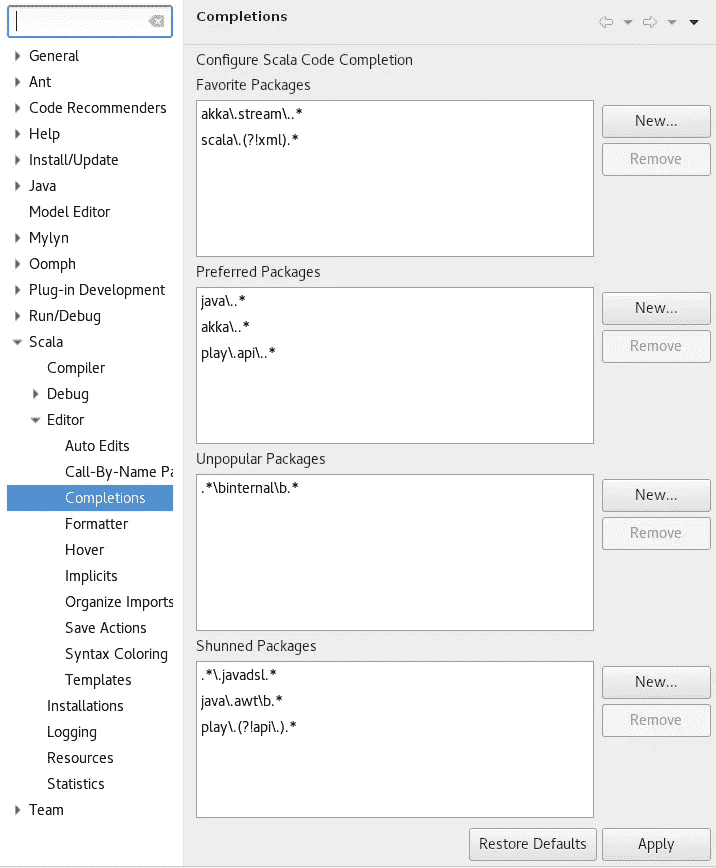 General
Ant
Code Recommenders
Help
Install/Update
Java
Model Editor
Mylyn
Oomph
Plug-in Development
Run/Debug
Scala
Compiler
Debug
Editor
Auto Edits
Call-By-Name Pa
Completions
Formatter
Hover
Implicits
Organize Imports
Save Actions
Syntax Coloring
Templates
Installations
Logging
Resources
Statistics
Team
Completions
Configure Scala Code Completion
Favorite Packages
akka\.stream\..*
scala\.(?!xml).*
New...
Remove
Preferred Packages
java\..*
akka\..*
play\.api\..*
New...
Remove
Unpopular Packages
.*\binternal\b.*
New...
Remove
Shunned Packages
.*\.javadsl.*
java\.awt\b.*
play\.(?!api\.).*
New...
Remove
Restore Defaults
Apply